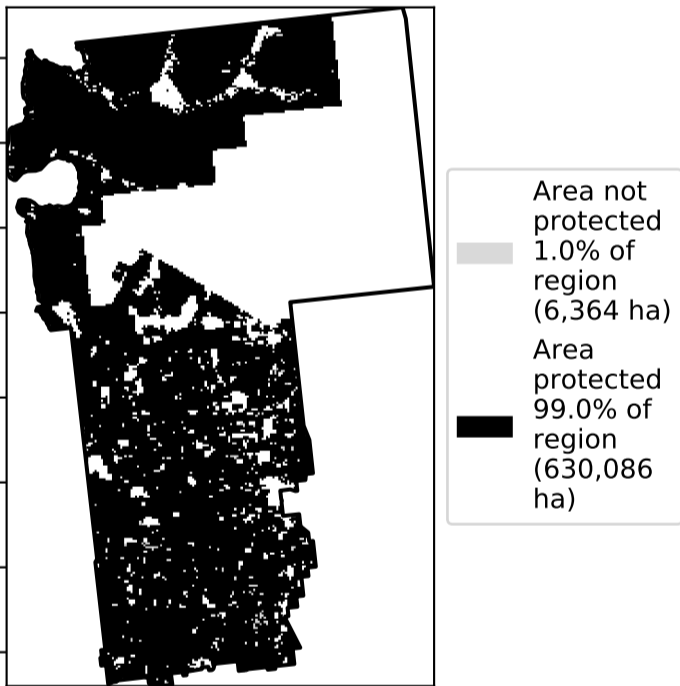 Area not
protected
1.0% of
region
(6,364 ha)
Area
protected
99.0% of
region
(630,086
ha)